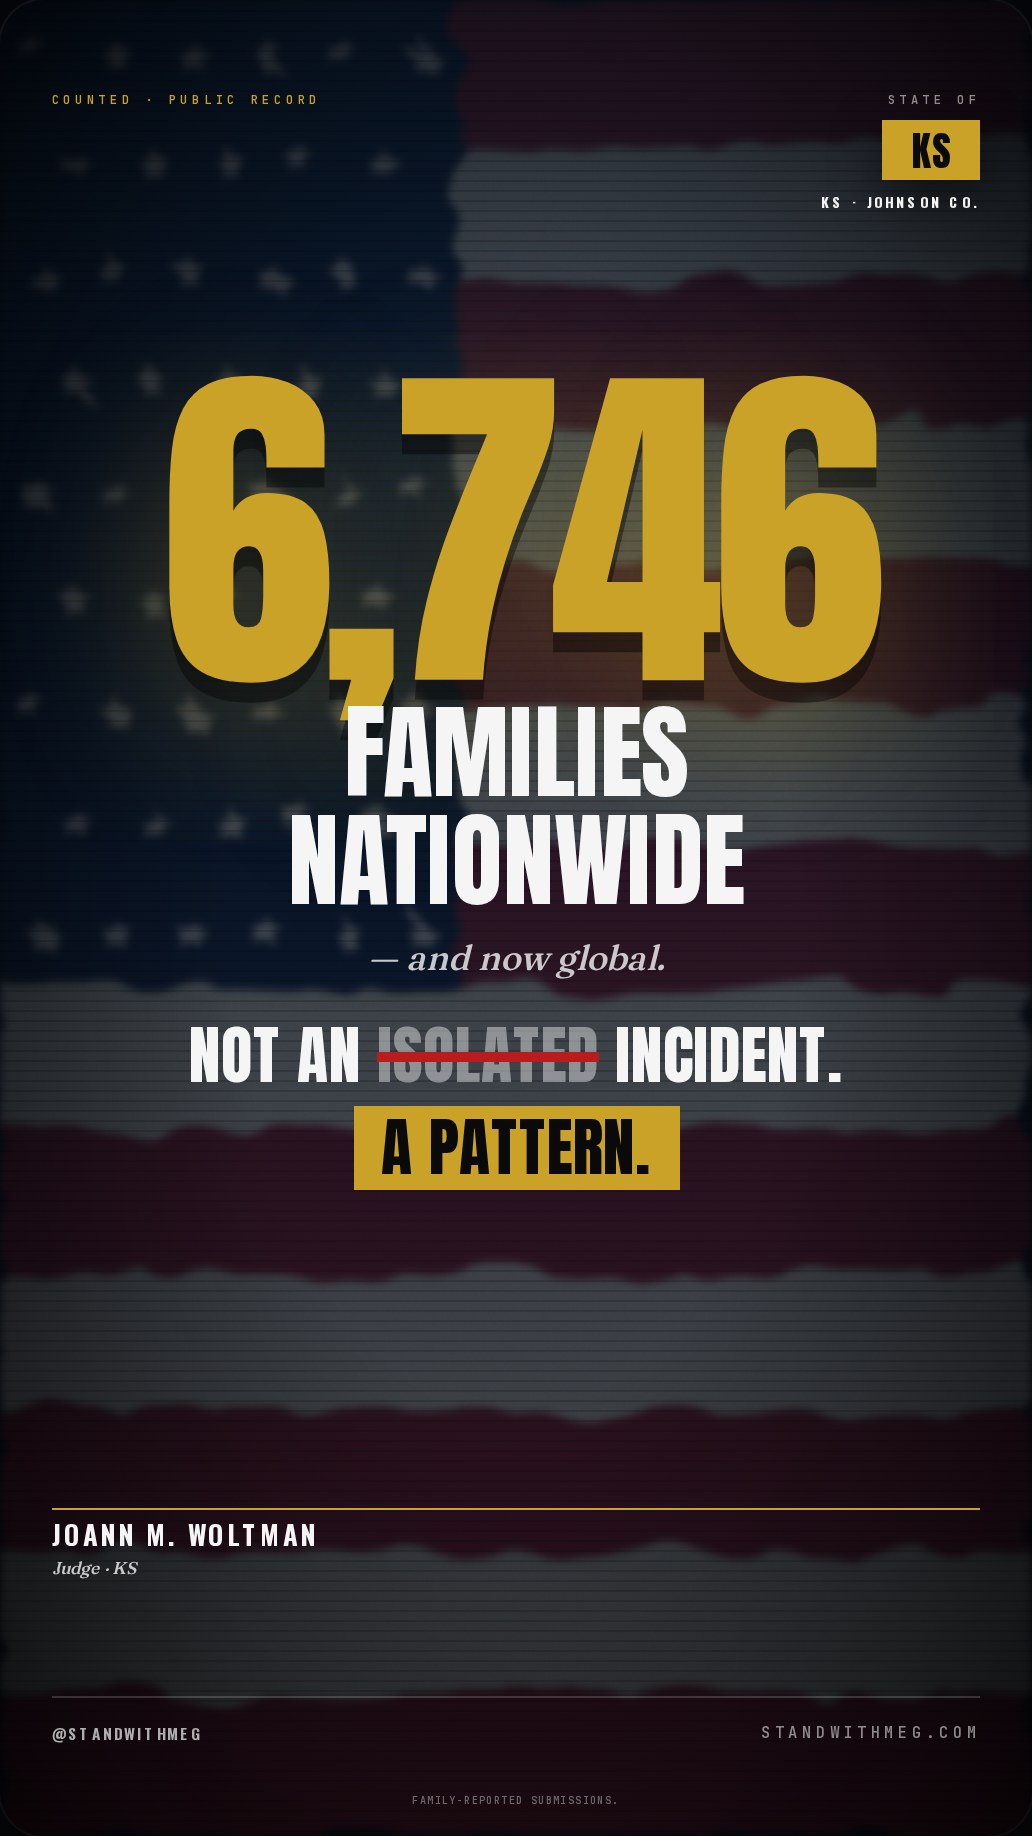 COUNTED · PUBLIC RECORD
STATE OF
KS
KS · JOHNSON CO.
6,746
FAMILIES
NATIONWIDE
— and now global.
NOT AN ISOLATED INCIDENT.
A PATTERN.
JOANN M. WOLTMAN
Judge · KS
@STANDWITHMEG
STANDWITHMEG.COM
FAMILY-REPORTED SUBMISSIONS.